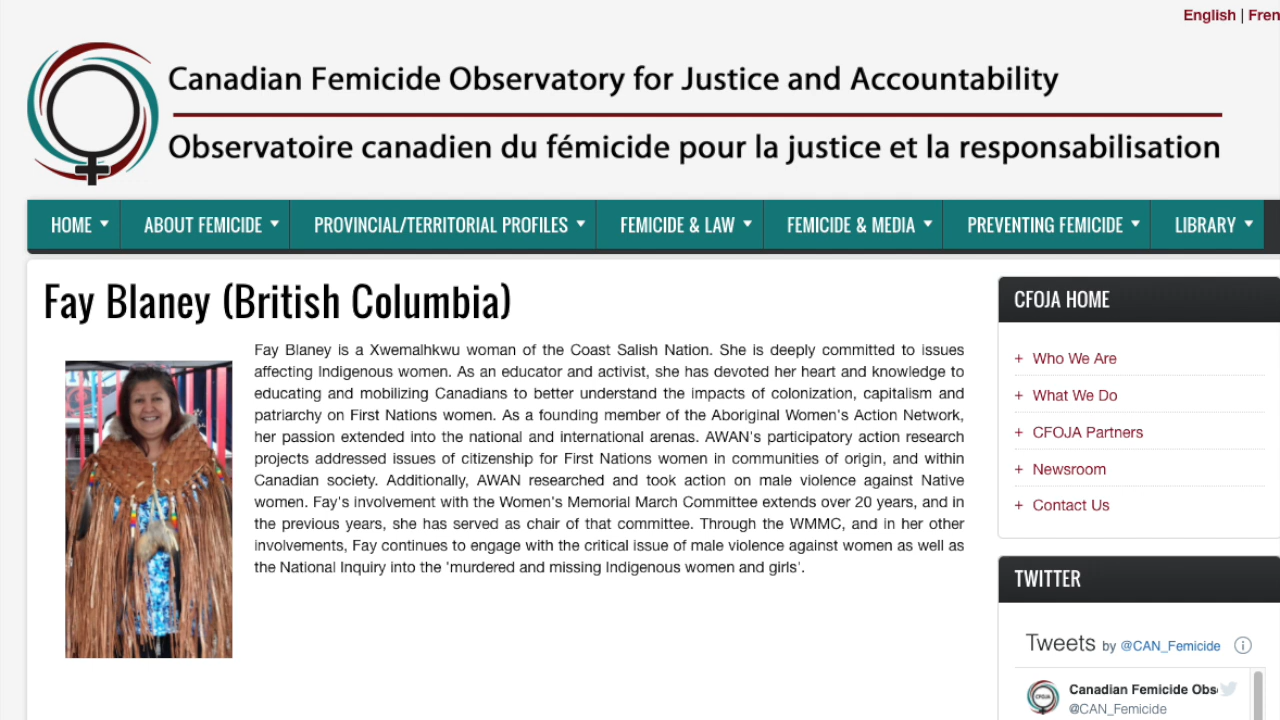 English | Fren
Canadian Femicide Observatory for Justice and Accountability
Observatoire canadien du fémicide pour la justice et la responsabilisation
HOME
ABOUT FEMICIDE
PROVINCIAL/TERRITORIAL PROFILES
FEMICIDE & LAW
FEMICIDE & MEDIA
PREVENTING FEMICIDE
LIBRARY
Fay Blaney (British Columbia)
Fay Blaney is a Xwemalhkwu woman of the Coast Salish Nation. She is deeply committed to issues
affecting Indigenous women. As an educator and activist, she has devoted her heart and knowledge to
educating and mobilizing Canadians to better understand the impacts of colonization, capitalism and
patriarchy on First Nations women. As a founding member of the Aboriginal Women's Action Network,
her passion extended into the national and international arenas. AWAN's participatory action research
projects addressed issues of citizenship for First Nations women in communities of origin, and within
Canadian society. Additionally, AWAN researched and took action on male violence against Native
women. Fay's involvement with the Women's Memorial March Committee extends over 20 years, and in
the previous years, she has served as chair of that committee. Through the WMMC, and in her other
involvements, Fay continues to engage with the critical issue of male violence against women as well as
the National Inquiry into the 'murdered and missing Indigenous women and girls'.
CFOJA HOME
+ Who We Are
+ What We Do
+ CFOJA Partners
+ Newsroom
+ Contact Us
TWITTER
Tweets by @CAN_Femicide
CFOJA
Canadian Femicide Obs
@CAN_Femicide